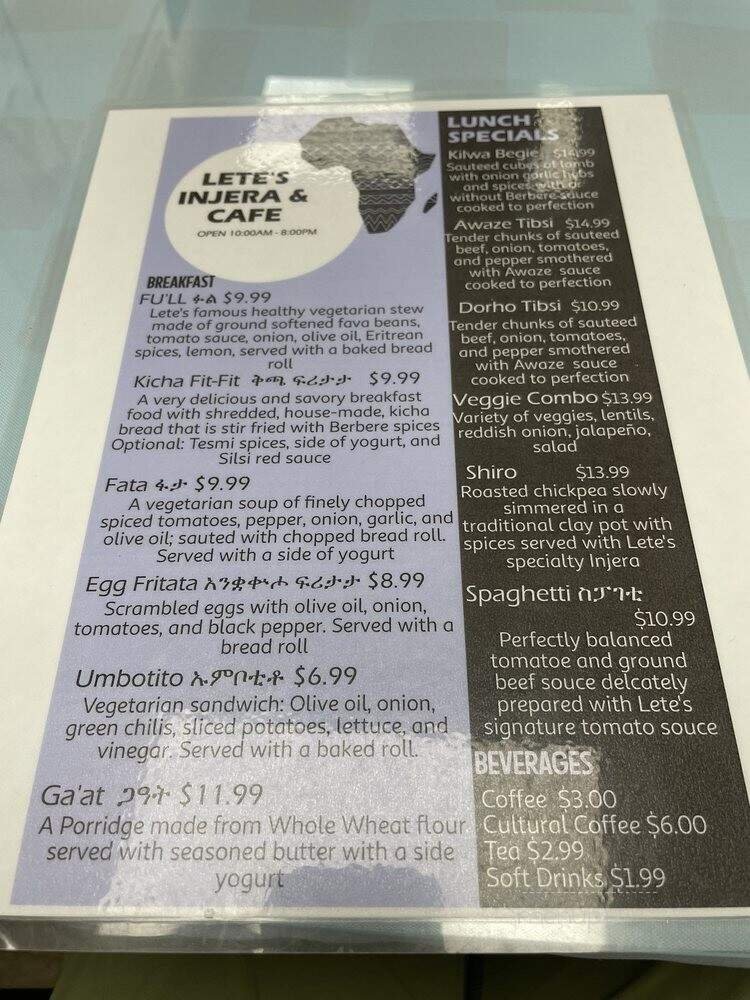 LETE'S
INJERA &
CAFE
OPEN 10:00AM - 8:00PM
BREAKFAST
FU'LL ፉል $9.99
Lete's famous healthy vegetarian stew
made of ground softened fava beans,
tomato sauce, onion, olive oil, Eritrean
spices, lemon, served with a baked bread
roll
Kicha Fit-Fit ቅጫ ፍሪታታ $9.99
A very delicious and savory breakfast
food with shredded, house-made, kicha
bread that is stir fried with Berbere spices
Optional: Tesmi spices, side of yogurt, and
Silsi red sauce
Fata ፋታ $9.99
A vegetarian soup of finely chopped
spiced tomatoes, pepper, onion, garlic, and
olive oil; sauted with chopped bread roll.
Served with a side of yogurt
Egg Fritata እንቋቍሖ ፍሪታታ $8.99
Scrambled eggs with olive oil, onion,
tomatoes, and black pepper. Served with a
bread roll
Umbotito ኡምቦቲቶ $6.99
Vegetarian sandwich: Olive oil, onion,
green chilis, sliced potatoes, lettuce, and
vinegar. Served with a baked roll.
Ga'at ጋዓት $11.99
A Porridge made from Whole Wheat flour
served with seasoned butter with a side
yogurt
LUNCH
SPECIALS
Kilwa Begie $14.99
Sauteed cubes of lamb
with onion garlic hubs
and spices with or
without Berbere sauce
cooked to perfection
Awaze Tibsi $14.99
Tender chunks of sauteed
beef, onion, tomatoes,
and pepper smothered
with Awaze sauce
cooked to perfection
Dorho Tibsi $10.99
Tender chunks of sauteed
beef, onion, tomatoes,
and pepper smothered
with Awaze sauce
cooked to perfection
Veggie Combo $13.99
Variety of veggies, lentils,
reddish onion, jalapeño,
salad
Shiro $13.99
Roasted chickpea slowly
simmered in a
traditional clay pot with
spices served with Lete's
specialty Injera
Spaghetti ስፓጌቲ
$10.99
Perfectly balanced
tomatoe and ground
beef souce delcately
prepared with Lete's
signature tomato souce
BEVERAGES
Coffee $3.00
Cultural Coffee $6.00
Tea $2.99
Soft Drinks $1.99